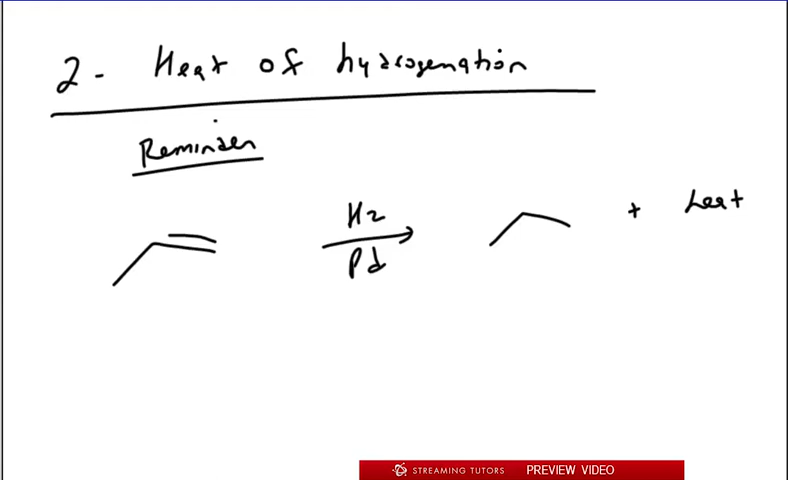 2- Heat of hydrogenation
Reminder
H2
Pd
+ heat
STREAMING TUTORS PREVIEW VIDEO